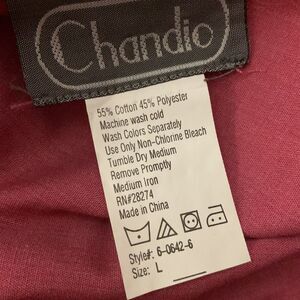 Chandio
55% Cotton 45% Polyester
Machine wash cold
Wash Colors Separately
Use Only Non-Chlorine Bleach
Tumble Dry Medium
Remove Promptly
Medium Iron
RN#28274
Made in China
Style#: 6-0642-6
Size: L